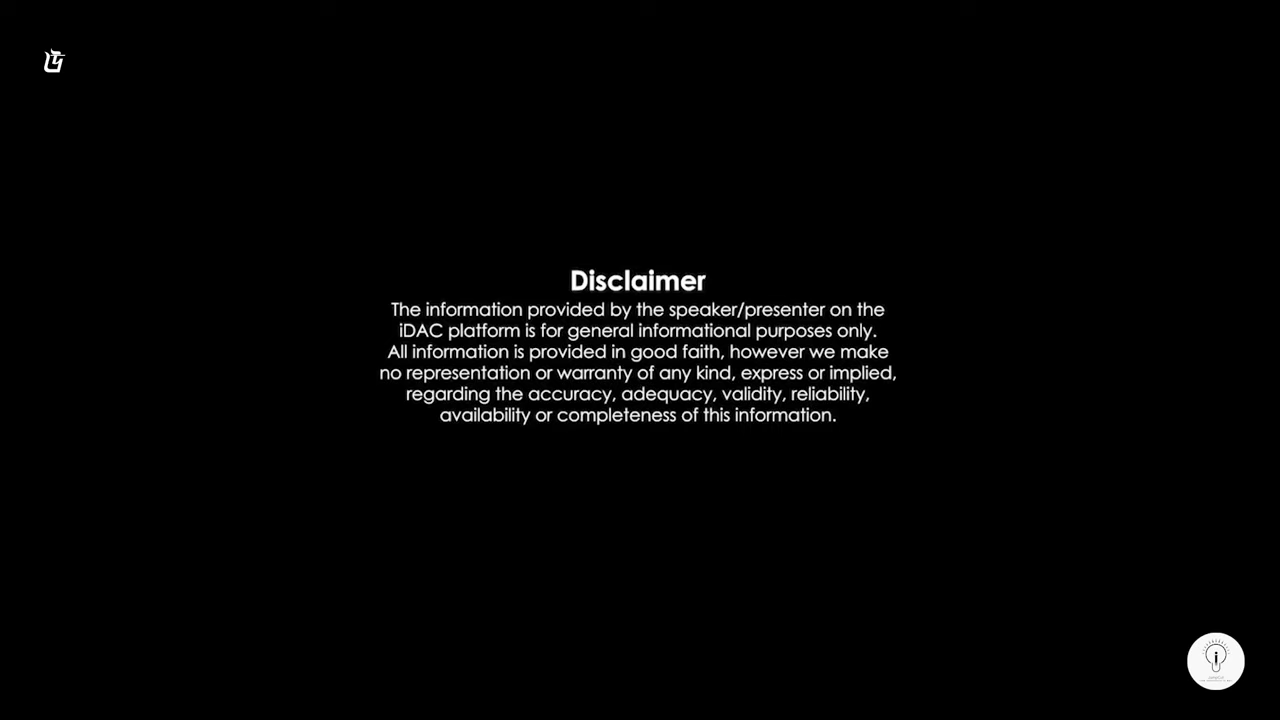 Disclaimer
The information provided by the speaker/presenter on the
iDAC platform is for general informational purposes only.
All information is provided in good faith, however we make
no representation or warranty of any kind, express or implied,
regarding the accuracy, adequacy, validity, reliability,
availability or completeness of this information.